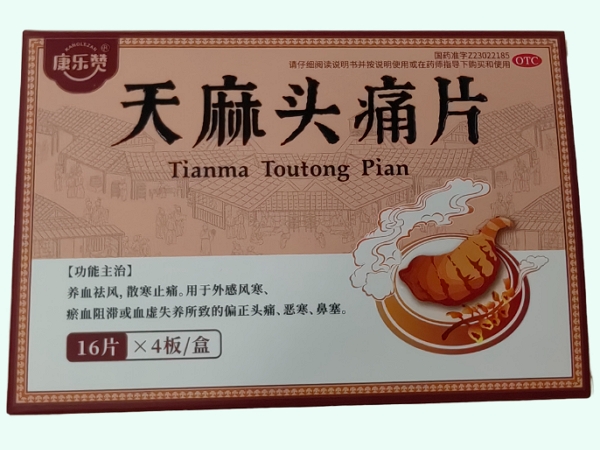 KANGLEZAN
康乐赞
国药准字Z23022185
请仔细阅读说明书并按说明使用或在药师指导下购买和使用
OTC
天麻头痛片
Tianma Toutong Pian
【功能主治】
养血祛风，散寒止痛。用于外感风寒、
瘀血阻滞或血虚失养所致的偏正头痛、恶寒、鼻塞。
16片 ×4板/盒